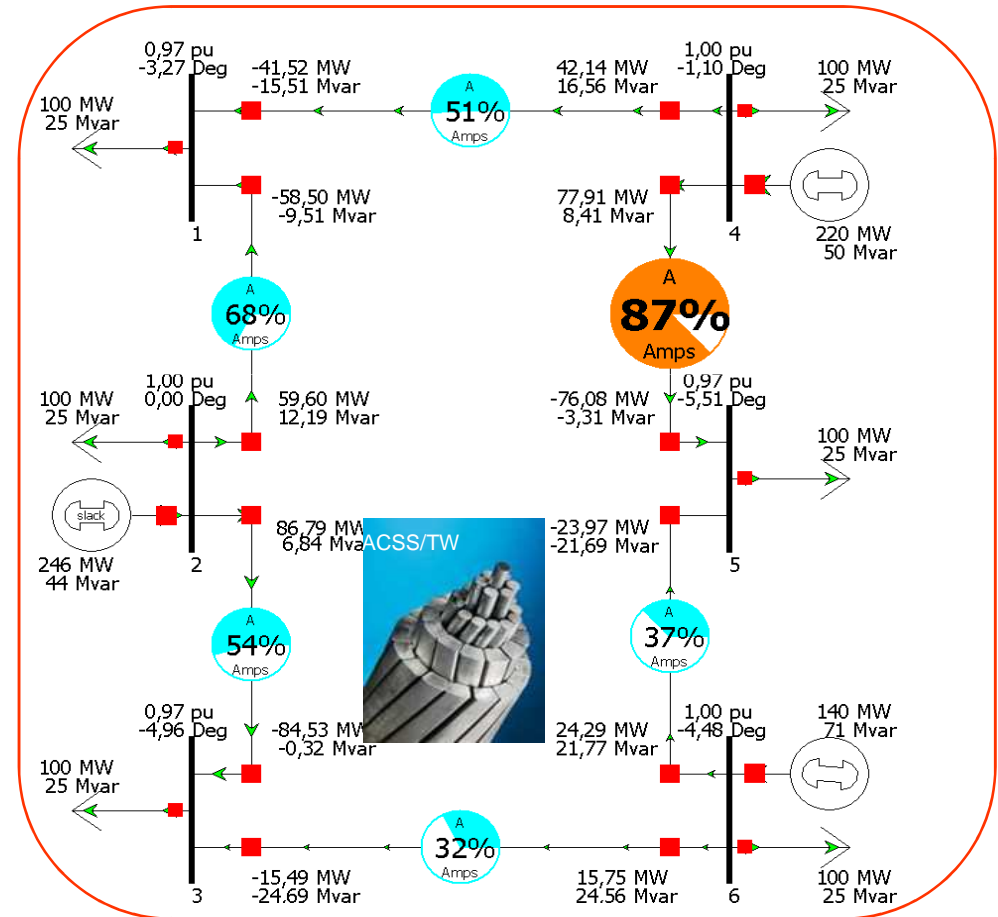 0,97 pu
-3,27 Deg
-41,52 MW
-15,51 Mvar
A
51%
Amps
42,14 MW
16,56 Mvar
1,00 pu
-1,10 Deg
100 MW
25 Mvar
100 MW
25 Mvar
-58,50 MW
-9,51 Mvar
1
77,91 MW
8,41 Mvar
4
220 MW
50 Mvar
A
68%
Amps
A
87%
Amps
1,00 pu
0,00 Deg
100 MW
25 Mvar
59,60 MW
12,19 Mvar
-76,08 MW
-3,31 Mvar
0,97 pu
-5,51 Deg
100 MW
25 Mvar
slack
246 MW
44 Mvar
2
86,79 MW
6,84 Mva
ACSS/TW
-23,97 MW
-21,69 Mvar
5
A
54%
Amps
A
37%
Amps
0,97 pu
-4,96 Deg
-84,53 MW
-0,32 Mvar
24,29 MW
21,77 Mvar
1,00 pu
-4,48 Deg
140 MW
71 Mvar
100 MW
25 Mvar
A
32%
Amps
-15,49 MW
-24,69 Mvar
3
15,75 MW
24,56 Mvar
6
100 MW
25 Mvar